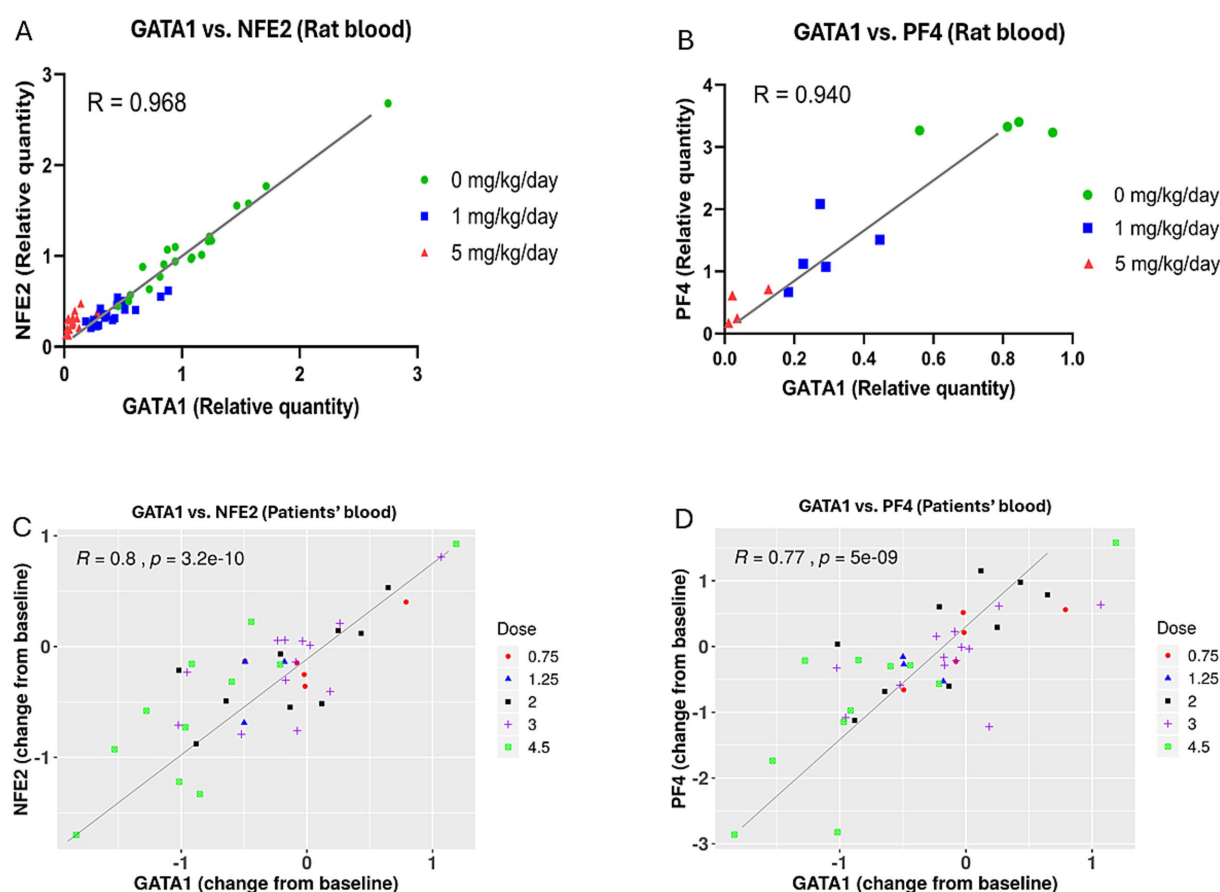 A
GATA1 vs. NFE2 (Rat blood)
R = 0.968
3
2
1
0
NFE2 (Relative quantity)
0 1 2 3
GATA1 (Relative quantity)
0 mg/kg/day
1 mg/kg/day
5 mg/kg/day
B
GATA1 vs. PF4 (Rat blood)
R = 0.940
4
3
2
1
0
PF4 (Relative quantity)
0.0 0.2 0.4 0.6 0.8 1.0
GATA1 (Relative quantity)
0 mg/kg/day
1 mg/kg/day
5 mg/kg/day
C
GATA1 vs. NFE2 (Patients’ blood)
R = 0.8 , p = 3.2e-10
1
0
-1
NFE2 (change from baseline)
-1 0 1
GATA1 (change from baseline)
Dose
0.75
1.25
2
3
4.5
D
GATA1 vs. PF4 (Patients’ blood)
R = 0.77 , p = 5e-09
1
0
-1
-2
-3
PF4 (change from baseline)
-1 0 1
GATA1 (change from baseline)
Dose
0.75
1.25
2
3
4.5